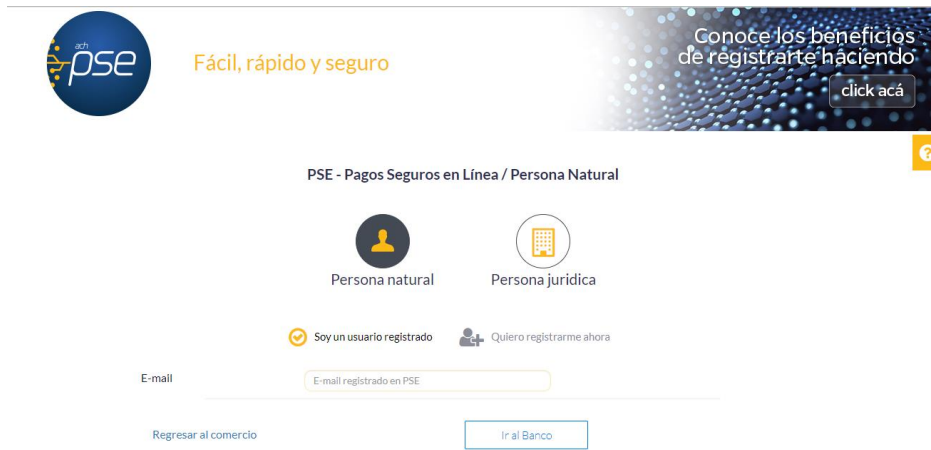 ach
pse
Fácil, rápido y seguro
Conoce los beneficios
de registrarte haciendo
click acá
?
PSE - Pagos Seguros en Línea / Persona Natural
Persona natural
Persona juridica
Soy un usuario registrado
Quiero registrarme ahora
E-mail
E-mail registrado en PSE
Regresar al comercio
Ir al Banco